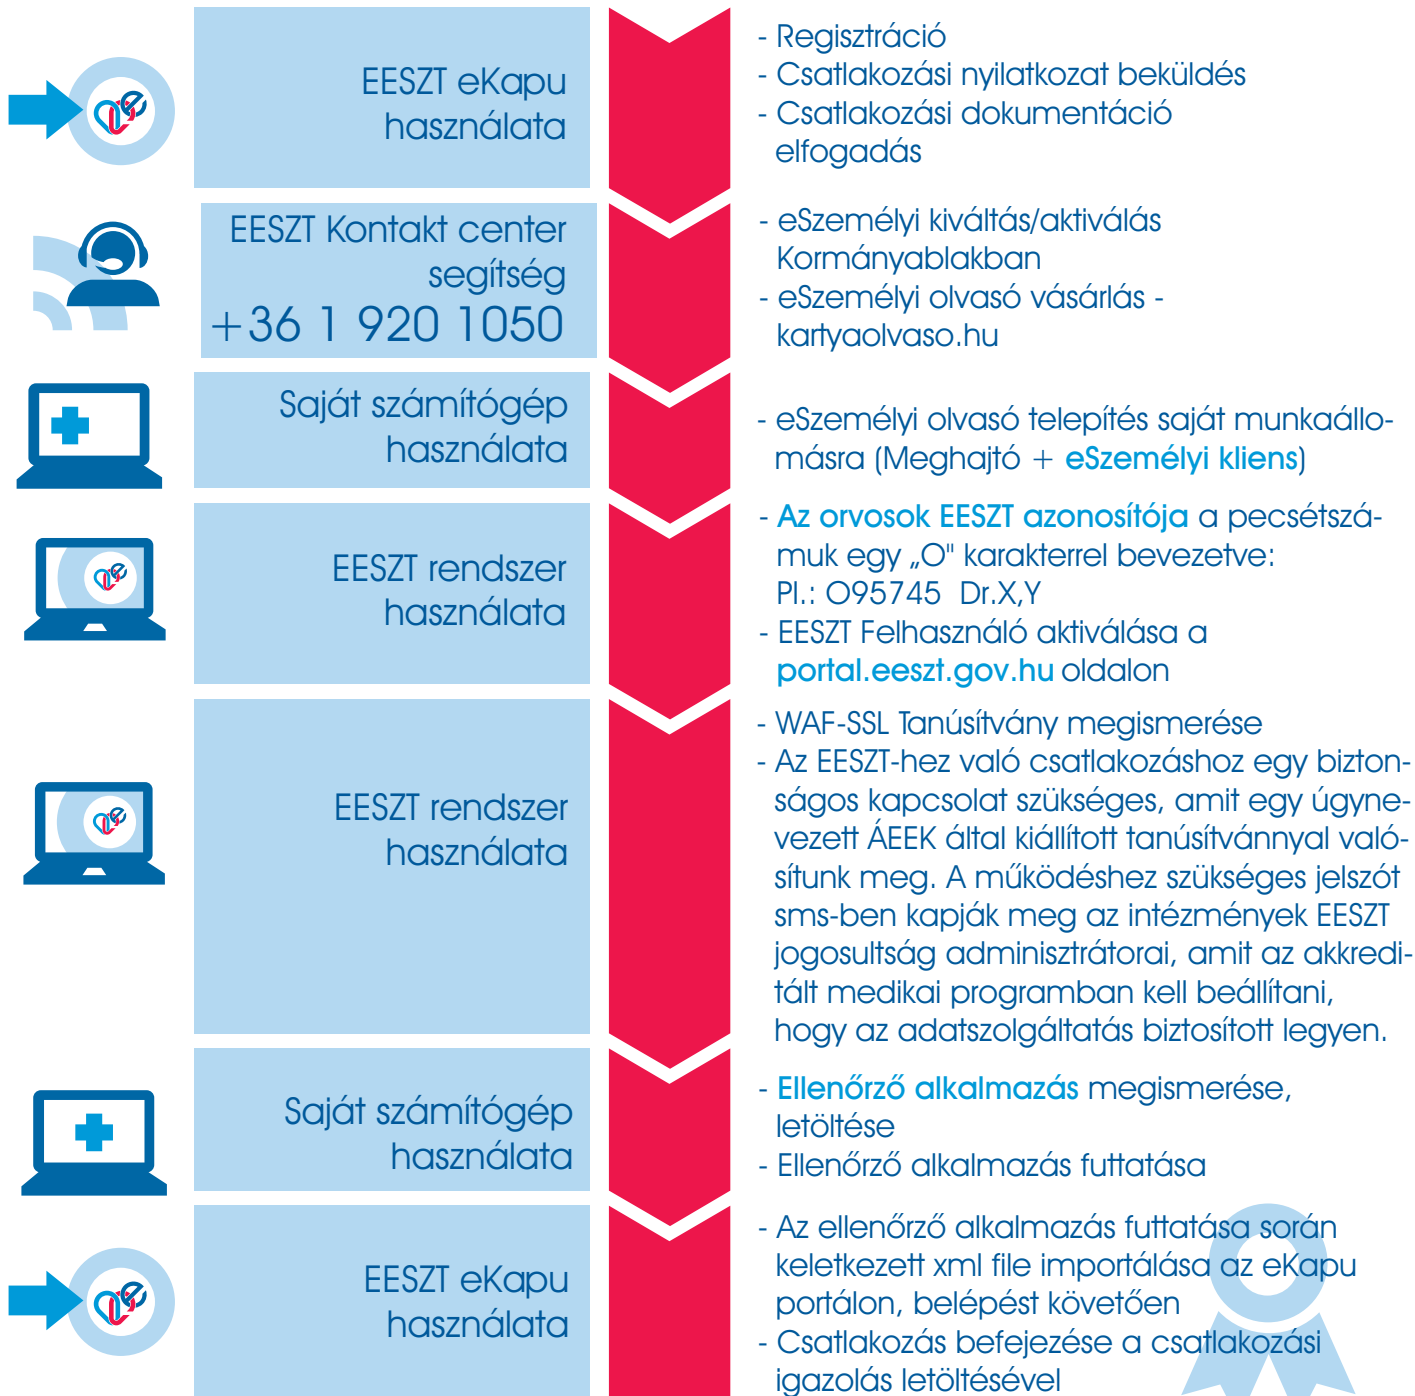 EESZT eKapu
használata
- Regisztráció
- Csatlakozási nyilatkozat beküldés
- Csatlakozási dokumentáció
elfogadás
EESZT Kontakt center
segítség
+36 1 920 1050
- eSzemélyi kiváltás/aktiválás
Kormányablakban
- eSzemélyi olvasó vásárlás -
kartyaolvaso.hu
Saját számítógép
használata
- eSzemélyi olvasó telepítés saját munkaállo-
másra (Meghajtó + eSzemélyi kliens)
EESZT rendszer
használata
- Az orvosok EESZT azonosítója a pecsétszá-
muk egy „O" karakterrel bevezetve:
Pl.: O95745 Dr.X,Y
- EESZT Felhasználó aktiválása a
portal.eeszt.gov.hu oldalon
EESZT rendszer
használata
- WAF-SSL Tanúsítvány megismerése
- Az EESZT-hez való csatlakozáshoz egy bizton-
ságos kapcsolat szükséges, amit egy úgyne-
vezett ÁEEK által kiállított tanúsítvánnyal való-
sítunk meg. A működéshez szükséges jelszót
sms-ben kapják meg az intézmények EESZT
jogosultság adminisztrátorai, amit az akkredi-
tált medikai programban kell beállítani,
hogy az adatszolgáltatás biztosított legyen.
Saját számítógép
használata
- Ellenőrző alkalmazás megismerése,
letöltése
- Ellenőrző alkalmazás futtatása
EESZT eKapu
használata
- Az ellenőrző alkalmazás futtatása során
keletkezett xml file importálása az eKapu
portálon, belépést követően
- Csatlakozás befejezése a csatlakozási
igazolás letöltésével